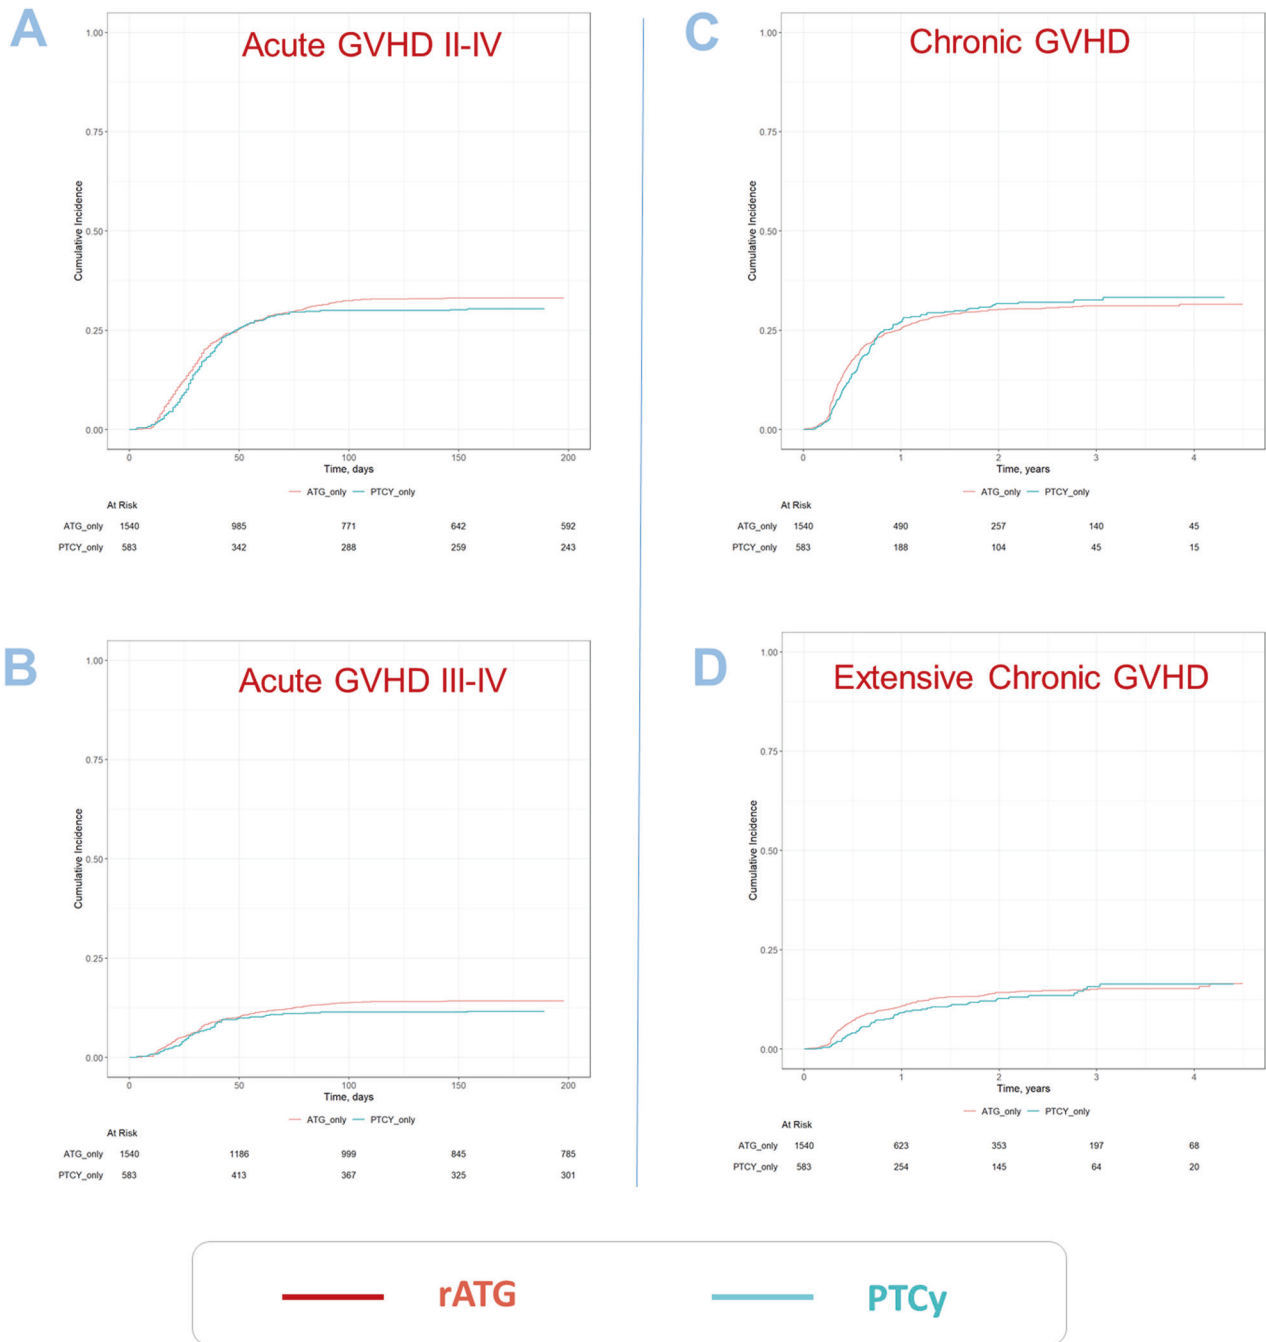 A
Acute GVHD II-IV
1.00
0.75
0.50
0.25
0.00
Cumulative Incidence
0 50 100 150 200
Time, days
ATG_only PTCY_only
At Risk
ATG_only 1540 985 771 642 592
PTCY_only 583 342 288 259 243
B
Acute GVHD III-IV
1.00
0.75
0.50
0.25
0.00
Cumulative Incidence
0 50 100 150 200
Time, days
ATG_only PTCY_only
At Risk
ATG_only 1540 1186 999 845 785
PTCY_only 583 413 367 325 301
C
Chronic GVHD
1.00
0.75
0.50
0.25
0.00
Cumulative Incidence
0 1 2 3 4
Time, years
ATG_only PTCY_only
At Risk
ATG_only 1540 490 257 140 45
PTCY_only 583 188 104 45 15
D
Extensive Chronic GVHD
1.00
0.75
0.50
0.25
0.00
Cumulative Incidence
0 1 2 3 4
Time, years
ATG_only PTCY_only
At Risk
ATG_only 1540 623 353 197 68
PTCY_only 583 254 145 64 20
rATG PTCy